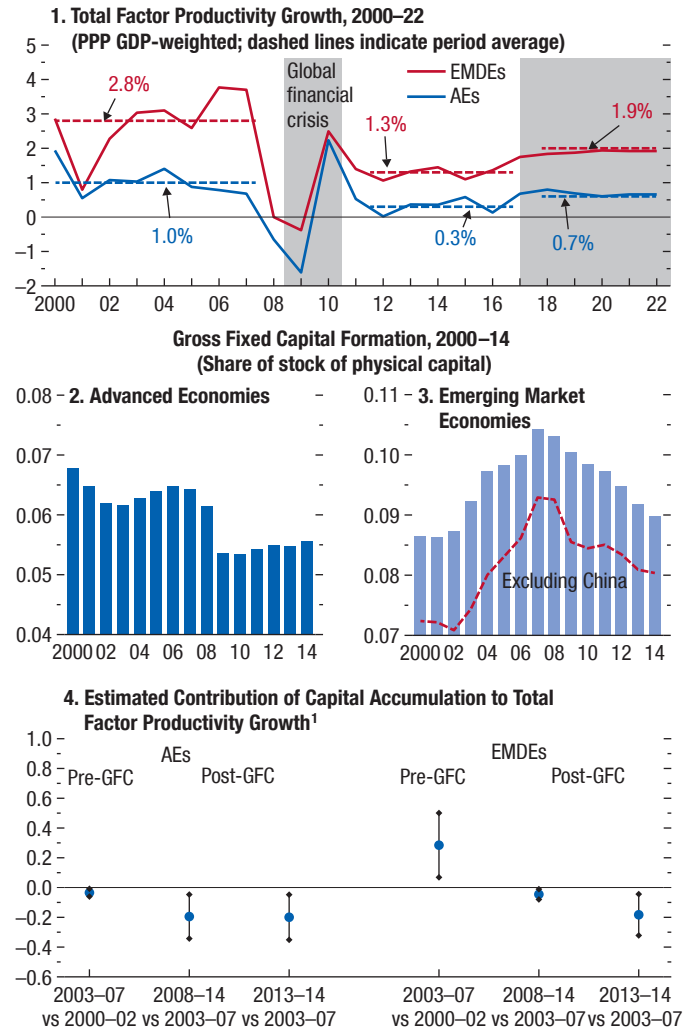 1. Total Factor Productivity Growth, 2000–22
(PPP GDP-weighted; dashed lines indicate period average)
5
4
3
2
1
0
–1
–2
Global
financial
crisis
EMDEs
AEs
2.8%
1.3%
1.9%
1.0%
0.3%
0.7%
2000 02 04 06 08 10 12 14 16 18 20 22
Gross Fixed Capital Formation, 2000–14
(Share of stock of physical capital)
2. Advanced Economies
0.08
0.07
0.06
0.05
0.04
2000 02 04 06 08 10 12 14
3. Emerging Market
Economies
0.11
0.10
0.09
0.08
0.07
Excluding China
2000 02 04 06 08 10 12 14
4. Estimated Contribution of Capital Accumulation to Total
Factor Productivity Growth1
1.0
0.8
0.6
0.4
0.2
0.0
–0.2
–0.4
–0.6
AEs
EMDEs
Pre-GFC Post-GFC Pre-GFC Post-GFC
2003–07 2008–14 2013–14 2003–07 2008–14 2013–14
vs 2000–02 vs 2003–07 vs 2003–07 vs 2000–02 vs 2003–07 vs 2003–07